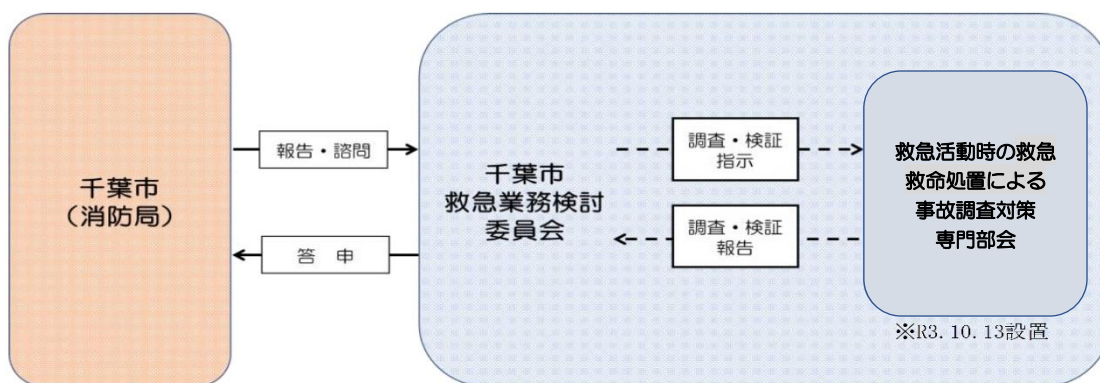 千葉市
（消防局）
報告・諮問
答　申
千葉市
救急業務検討
委員会
調査・検証
指示
調査・検証
報告
救急活動時の救急
救命処置による
事故調査対策
専門部会
※R3.10.13設置